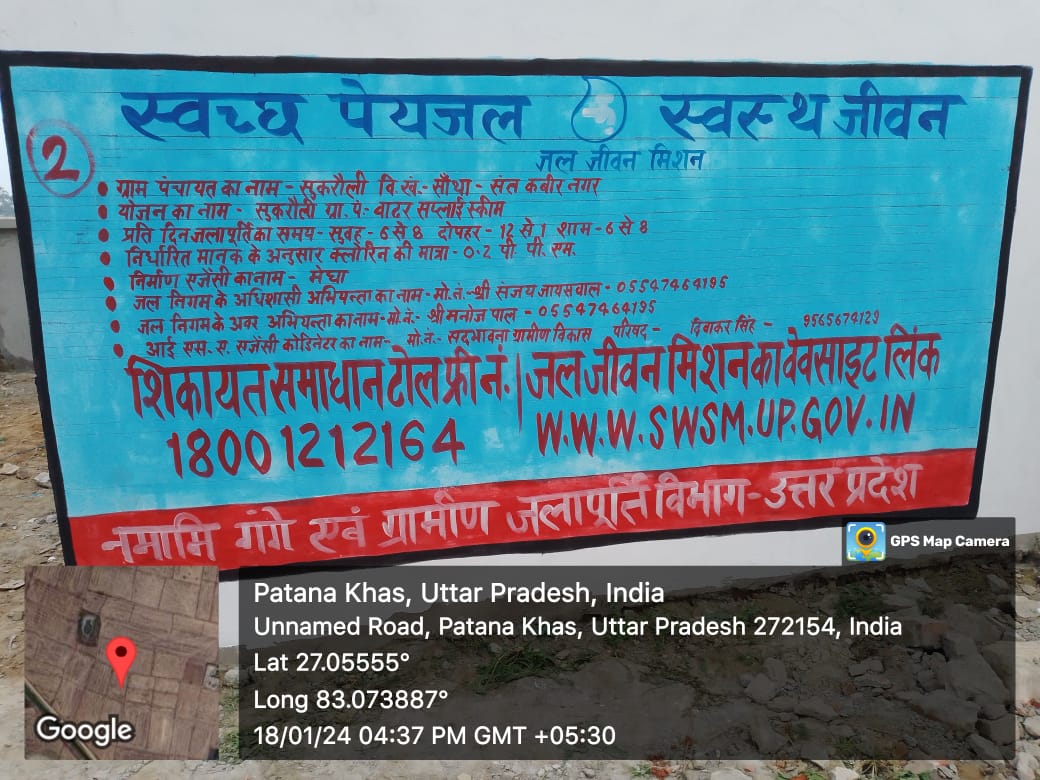 स्वच्छ पेयजल स्वस्थ जीवन
जल जीवन मिशन
2
ग्राम पंचायत का नाम - सुकरौली वि.खं.- सौंथा - संत कबीर नगर
योजन का नाम - सुकरौली ग्रा. पं.- वाटर सप्लाई स्कीम
प्रति दिन जलापूर्ति का समय - सुबह - 6 से 8 दोपहर - 12 से 1 शाम - 6 से 8
निर्धारित मानक के अनुसार क्लोरिन की मात्रा - 0.2 पी. पी. एम.
निर्माण एजेंसी का नाम - मेघा
जल निगम के अधिशासी अभियन्ता का नाम - मो.नं.- श्री संजय जायसवाल - 05547464195
जल निगम के अवर अभियन्ता का नाम - मो.नं.- श्री मनोज पाल - 05547464195
आई एस. ए. एजेंसी कोडिनेटर का नाम - मो.नं.- सद्भावना ग्रामीण विकास परिषद् - दिवाकर सिंह - 9565674129
शिकायत समाधान टोल फ्री नं. | जल जीवन मिशन का वेवसाइट लिंक
18001212164 W.W.W.SWSM.UP.GOV.IN
नमामि गंगे एवं ग्रामीण जलापूर्ति विभाग - उत्तर प्रदेश
GPS Map Camera
Patana Khas, Uttar Pradesh, India
Unnamed Road, Patana Khas, Uttar Pradesh 272154, India
Lat 27.05555°
Long 83.073887°
18/01/24 04:37 PM GMT +05:30
Google